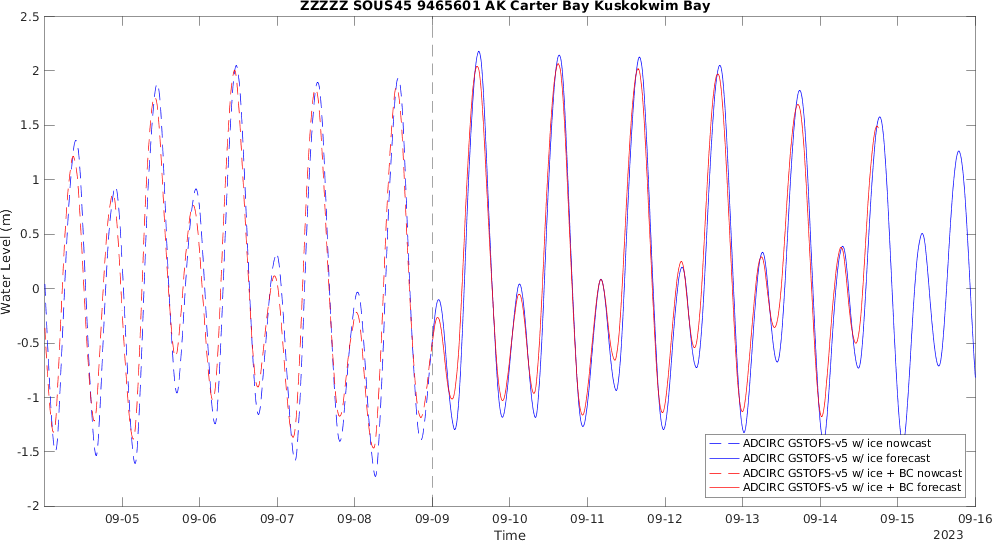 ZZZZZ SOUS45 9465601 AK Carter Bay Kuskokwim Bay
2.5
2
1.5
1
0.5
0
-0.5
-1
-1.5
-2
Water Level (m)
ADCIRC GSTOFS-v5 w/ ice nowcast
ADCIRC GSTOFS-v5 w/ ice forecast
ADCIRC GSTOFS-v5 w/ ice + BC nowcast
ADCIRC GSTOFS-v5 w/ ice + BC forecast
09-05 09-06 09-07 09-08 09-09 09-10 09-11 09-12 09-13 09-14 09-15 09-16
Time
2023